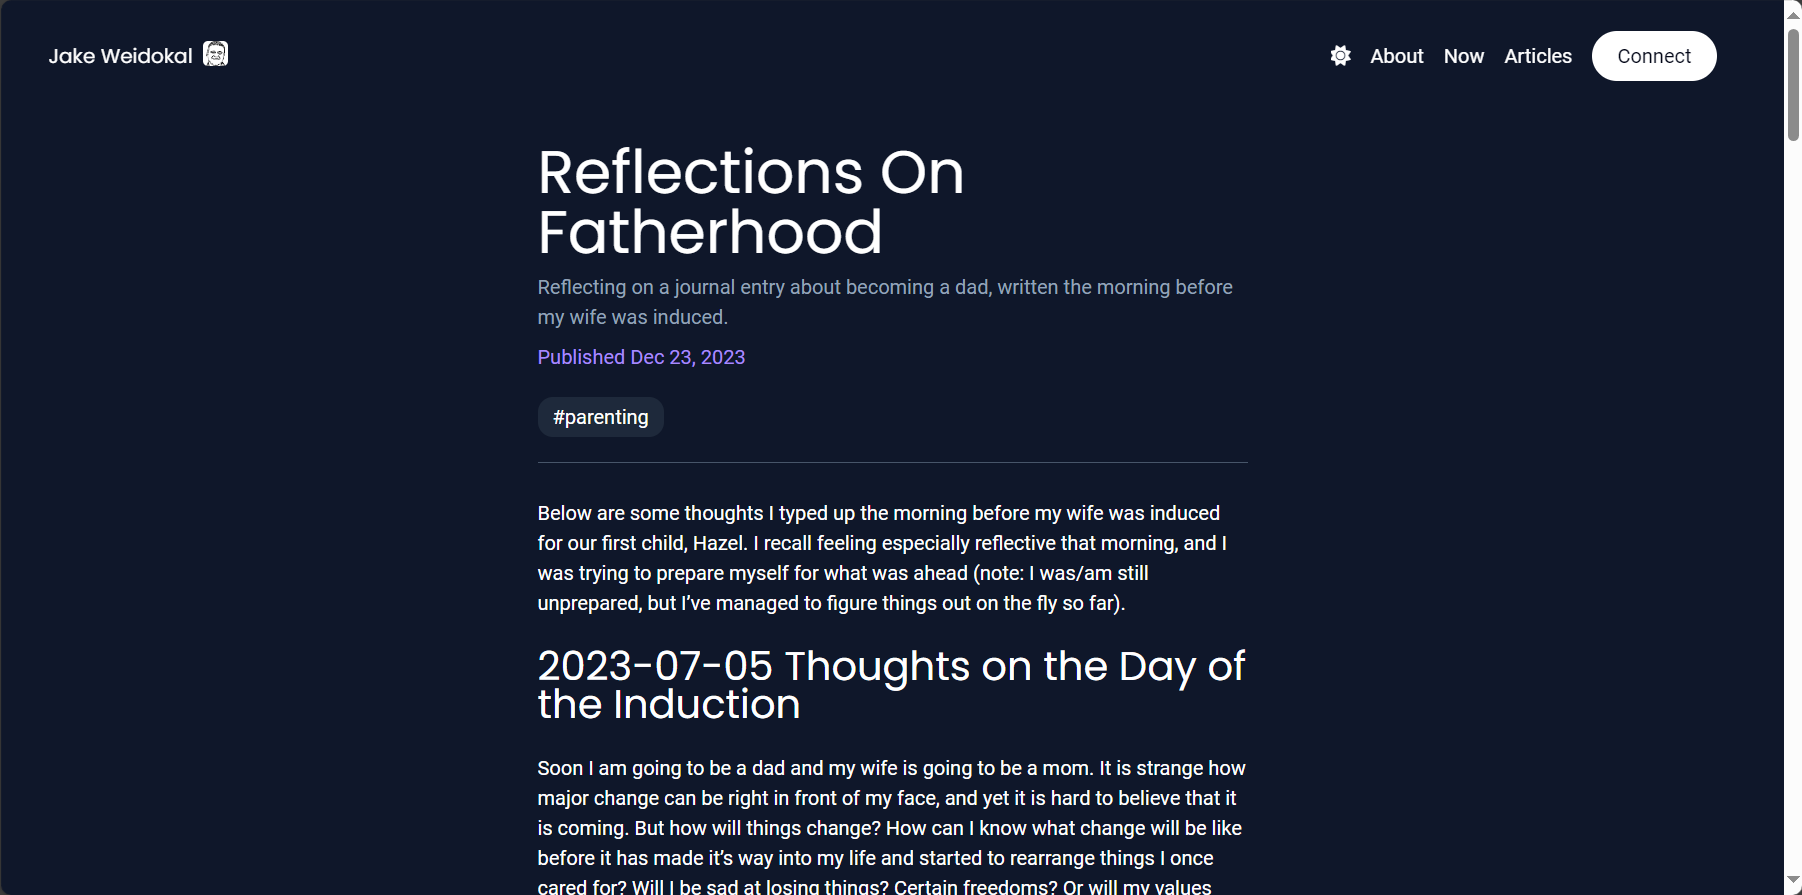 Jake Weidokal
About Now Articles Connect
Reflections On
Fatherhood
Reflecting on a journal entry about becoming a dad, written the morning before
my wife was induced.
Published Dec 23, 2023
#parenting
Below are some thoughts I typed up the morning before my wife was induced
for our first child, Hazel. I recall feeling especially reflective that morning, and I
was trying to prepare myself for what was ahead (note: I was/am still
unprepared, but I’ve managed to figure things out on the fly so far).
2023-07-05 Thoughts on the Day of
the Induction
Soon I am going to be a dad and my wife is going to be a mom. It is strange how
major change can be right in front of my face, and yet it is hard to believe that it
is coming. But how will things change? How can I know what change will be like
before it has made it’s way into my life and started to rearrange things I once
cared for? Will I be sad at losing things? Certain freedoms? Or will my values